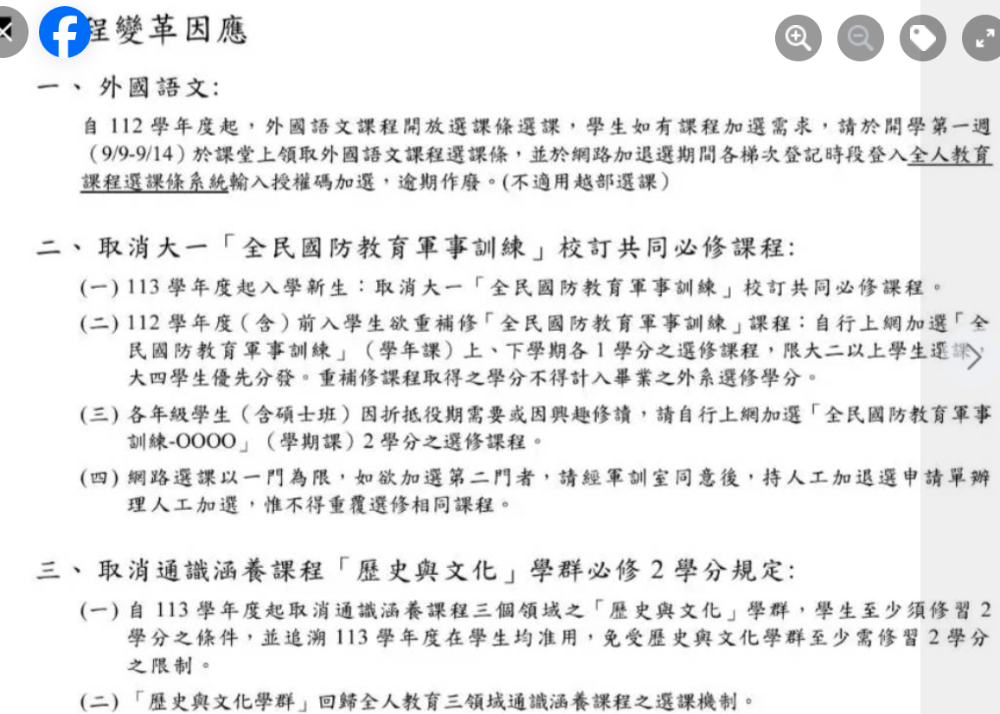 程變革因應
一、外國語文:
自 112 學年度起，外國語文課程開放選課條選課，學生如有課程加選需求，請於開學第一週
（9/9-9/14）於課堂上領取外國語文課程選課條，並於網路加退選期間各梯次登記時段登入全人教育
課程選課條系統輸入授權碼加選，逾期作廢。(不適用越部選課）
二、取消大一「全民國防教育軍事訓練」校訂共同必修課程:
(一) 113 學年度起入學新生：取消大一「全民國防教育軍事訓練」校訂共同必修課程。
(二) 112 學年度（含）前入學生欲重補修「全民國防教育軍事訓練」課程：自行上網加選「全
民國防教育軍事訓練」（學年課）上、下學期各 1 學分之選修課程，限大二以上學生選課，
大四學生優先分發。重補修課程取得之學分不得計入畢業之外系選修學分。
(三) 各年級學生（含碩士班）因折抵役期需要或因興趣修讀，請自行上網加選「全民國防教育軍事
訓練-OOOO」（學期課）2 學分之選修課程。
(四) 網路選課以一門為限，如欲加選第二門者，請經軍訓室同意後，持人工加退選申請單辦
理人工加選，惟不得重覆選修相同課程。
三、取消通識涵養課程「歷史與文化」學群必修 2 學分規定:
(一) 自 113 學年度起取消通識涵養課程三個領域之「歷史與文化」學群，學生至少須修習 2
學分之條件，並追溯 113 學年度在學生均准用，免受歷史與文化學群至少需修習 2 學分
之限制。
(二) 「歷史與文化學群」回歸全人教育三領域通識涵養課程之選課機制。